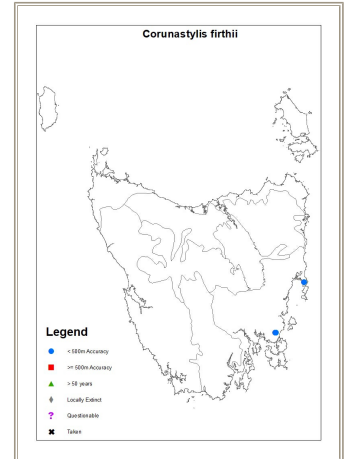 Corunastylis firthii
Legend
< 500m Accuracy
>= 500m Accuracy
> 50 years
Locally Extinct
? Questionable
Taken